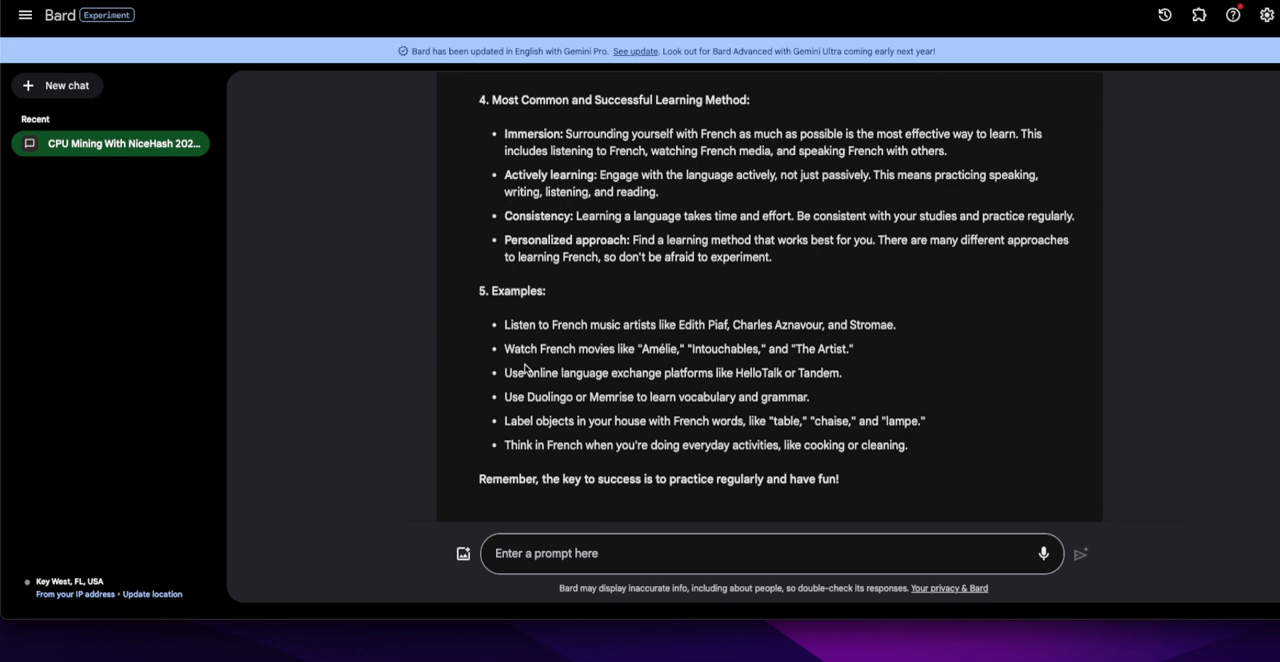 Bard Experiment
Bard has been updated in English with Gemini Pro. See update. Look out for Bard Advanced with Gemini Ultra coming early next year!
+ New chat
Recent
CPU Mining With NiceHash 202...
4. Most Common and Successful Learning Method:
• Immersion: Surrounding yourself with French as much as possible is the most effective way to learn. This
includes listening to French, watching French media, and speaking French with others.
• Actively learning: Engage with the language actively, not just passively. This means practicing speaking,
writing, listening, and reading.
• Consistency: Learning a language takes time and effort. Be consistent with your studies and practice regularly.
• Personalized approach: Find a learning method that works best for you. There are many different approaches
to learning French, so don't be afraid to experiment.
5. Examples:
• Listen to French music artists like Edith Piaf, Charles Aznavour, and Stromae.
• Watch French movies like "Amélie," "Intouchables," and "The Artist."
• Use online language exchange platforms like HelloTalk or Tandem.
• Use Duolingo or Memrise to learn vocabulary and grammar.
• Label objects in your house with French words, like "table," "chaise," and "lampe."
• Think in French when you're doing everyday activities, like cooking or cleaning.
Remember, the key to success is to practice regularly and have fun!
Enter a prompt here
Bard may display inaccurate info, including about people, so double-check its responses. Your privacy & Bard
Key West, FL, USA
From your IP address • Update location